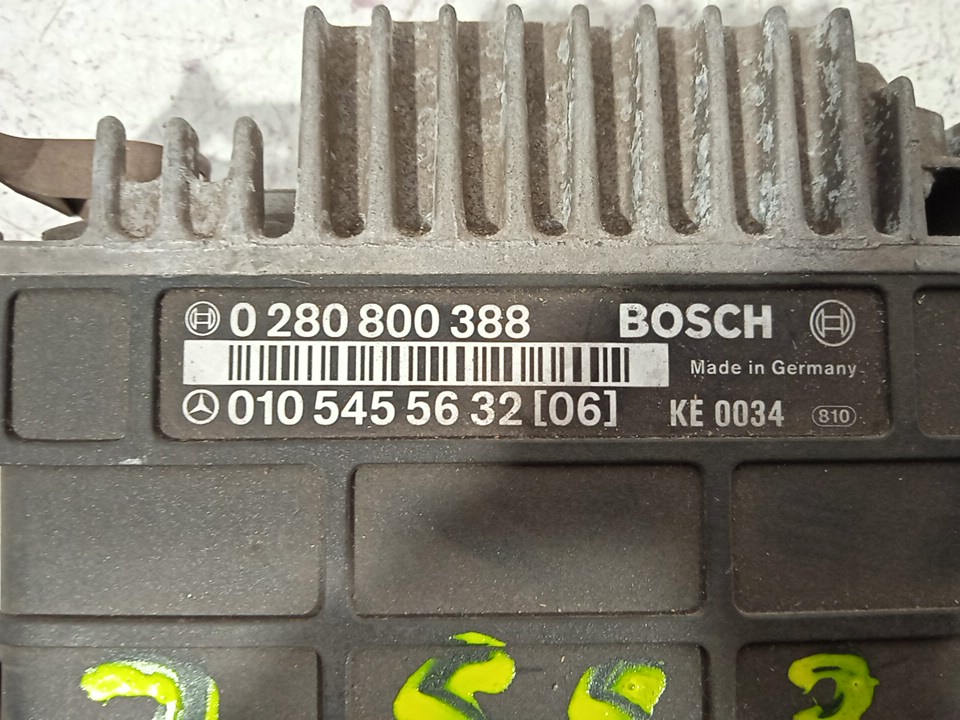 0 280 800 388 BOSCH
Made in Germany
010 545 56 32 [06] KE 0034 810